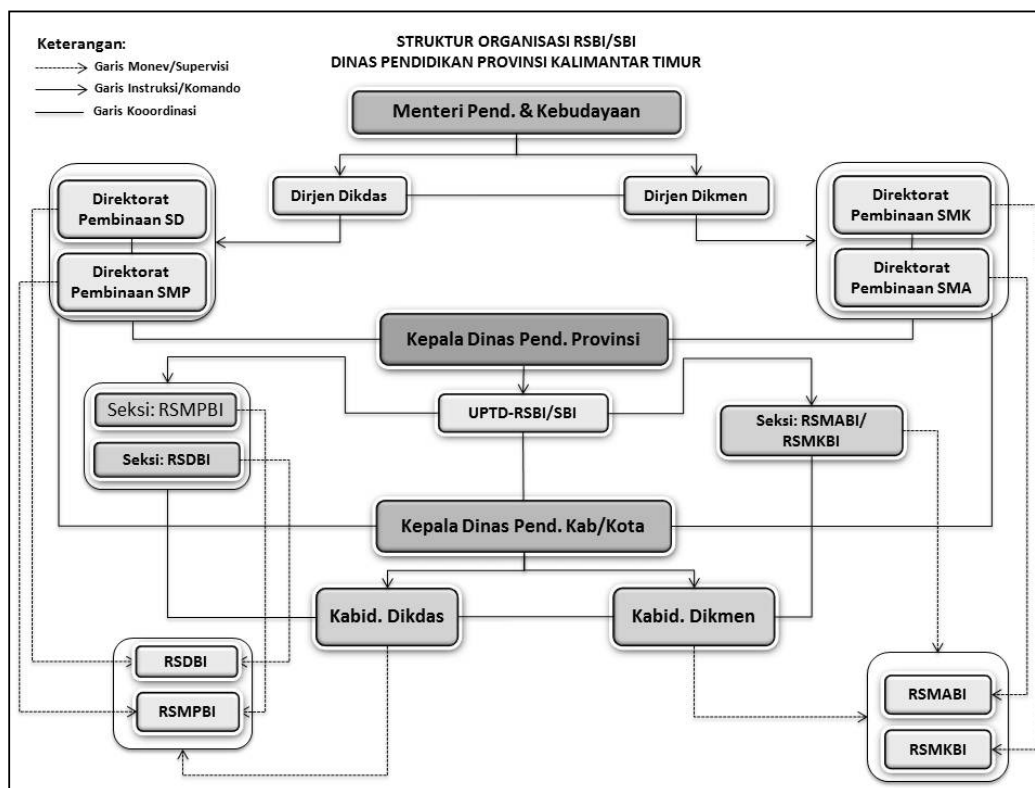 Keterangan:
Garis Monev/Supervisi
Garis Instruksi/Komando
Garis Kooordinasi
STRUKTUR ORGANISASI RSBI/SBI
DINAS PENDIDIKAN PROVINSI KALIMANTAR TIMUR
Menteri Pend. & Kebudayaan
Dirjen Dikdas
Dirjen Dikmen
Direktorat
Pembinaan SD
Direktorat
Pembinaan SMP
Direktorat
Pembinaan SMK
Direktorat
Pembinaan SMA
Kepala Dinas Pend. Provinsi
Seksi: RSMPBI
Seksi: RSDBI
UPTD-RSBI/SBI
Seksi: RSMABI/
RSMKBI
Kepala Dinas Pend. Kab/Kota
Kabid. Dikdas
Kabid. Dikmen
RSDBI
RSMPBI
RSMABI
RSMKBI